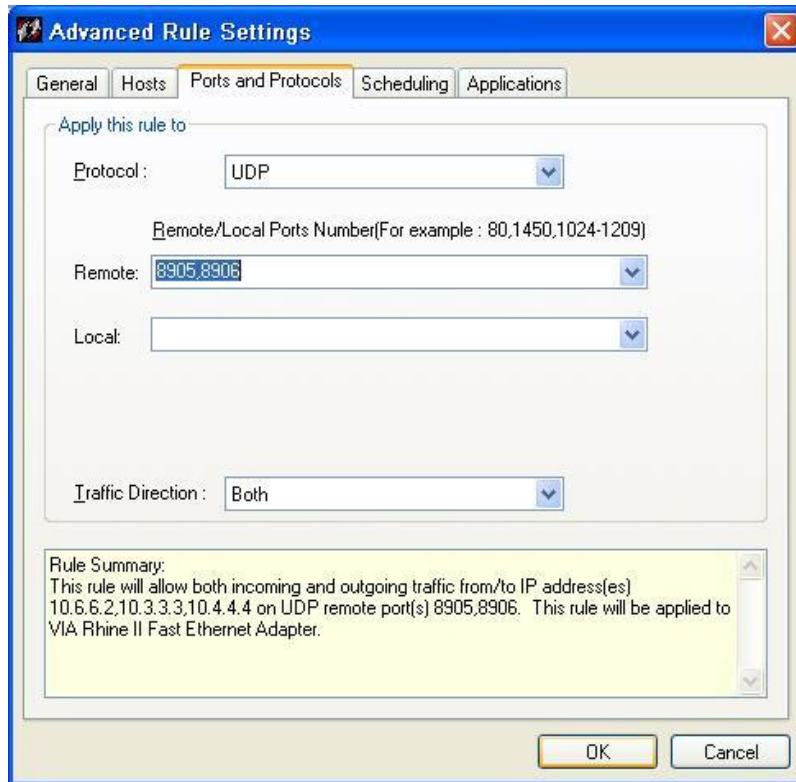 Advanced Rule Settings
General Hosts Ports and Protocols Scheduling Applications
Apply this rule to
Protocol : UDP
Remote/Local Ports Number(For example : 80,1450,1024-1209)
Remote: 8905,8906
Local:
Traffic Direction : Both
Rule Summary:
This rule will allow both incoming and outgoing traffic from/to IP address(es)
10.6.6.2,10.3.3.3,10.4.4.4 on UDP remote port(s) 8905,8906.  This rule will be applied to
VIA Rhine II Fast Ethernet Adapter.
OK Cancel